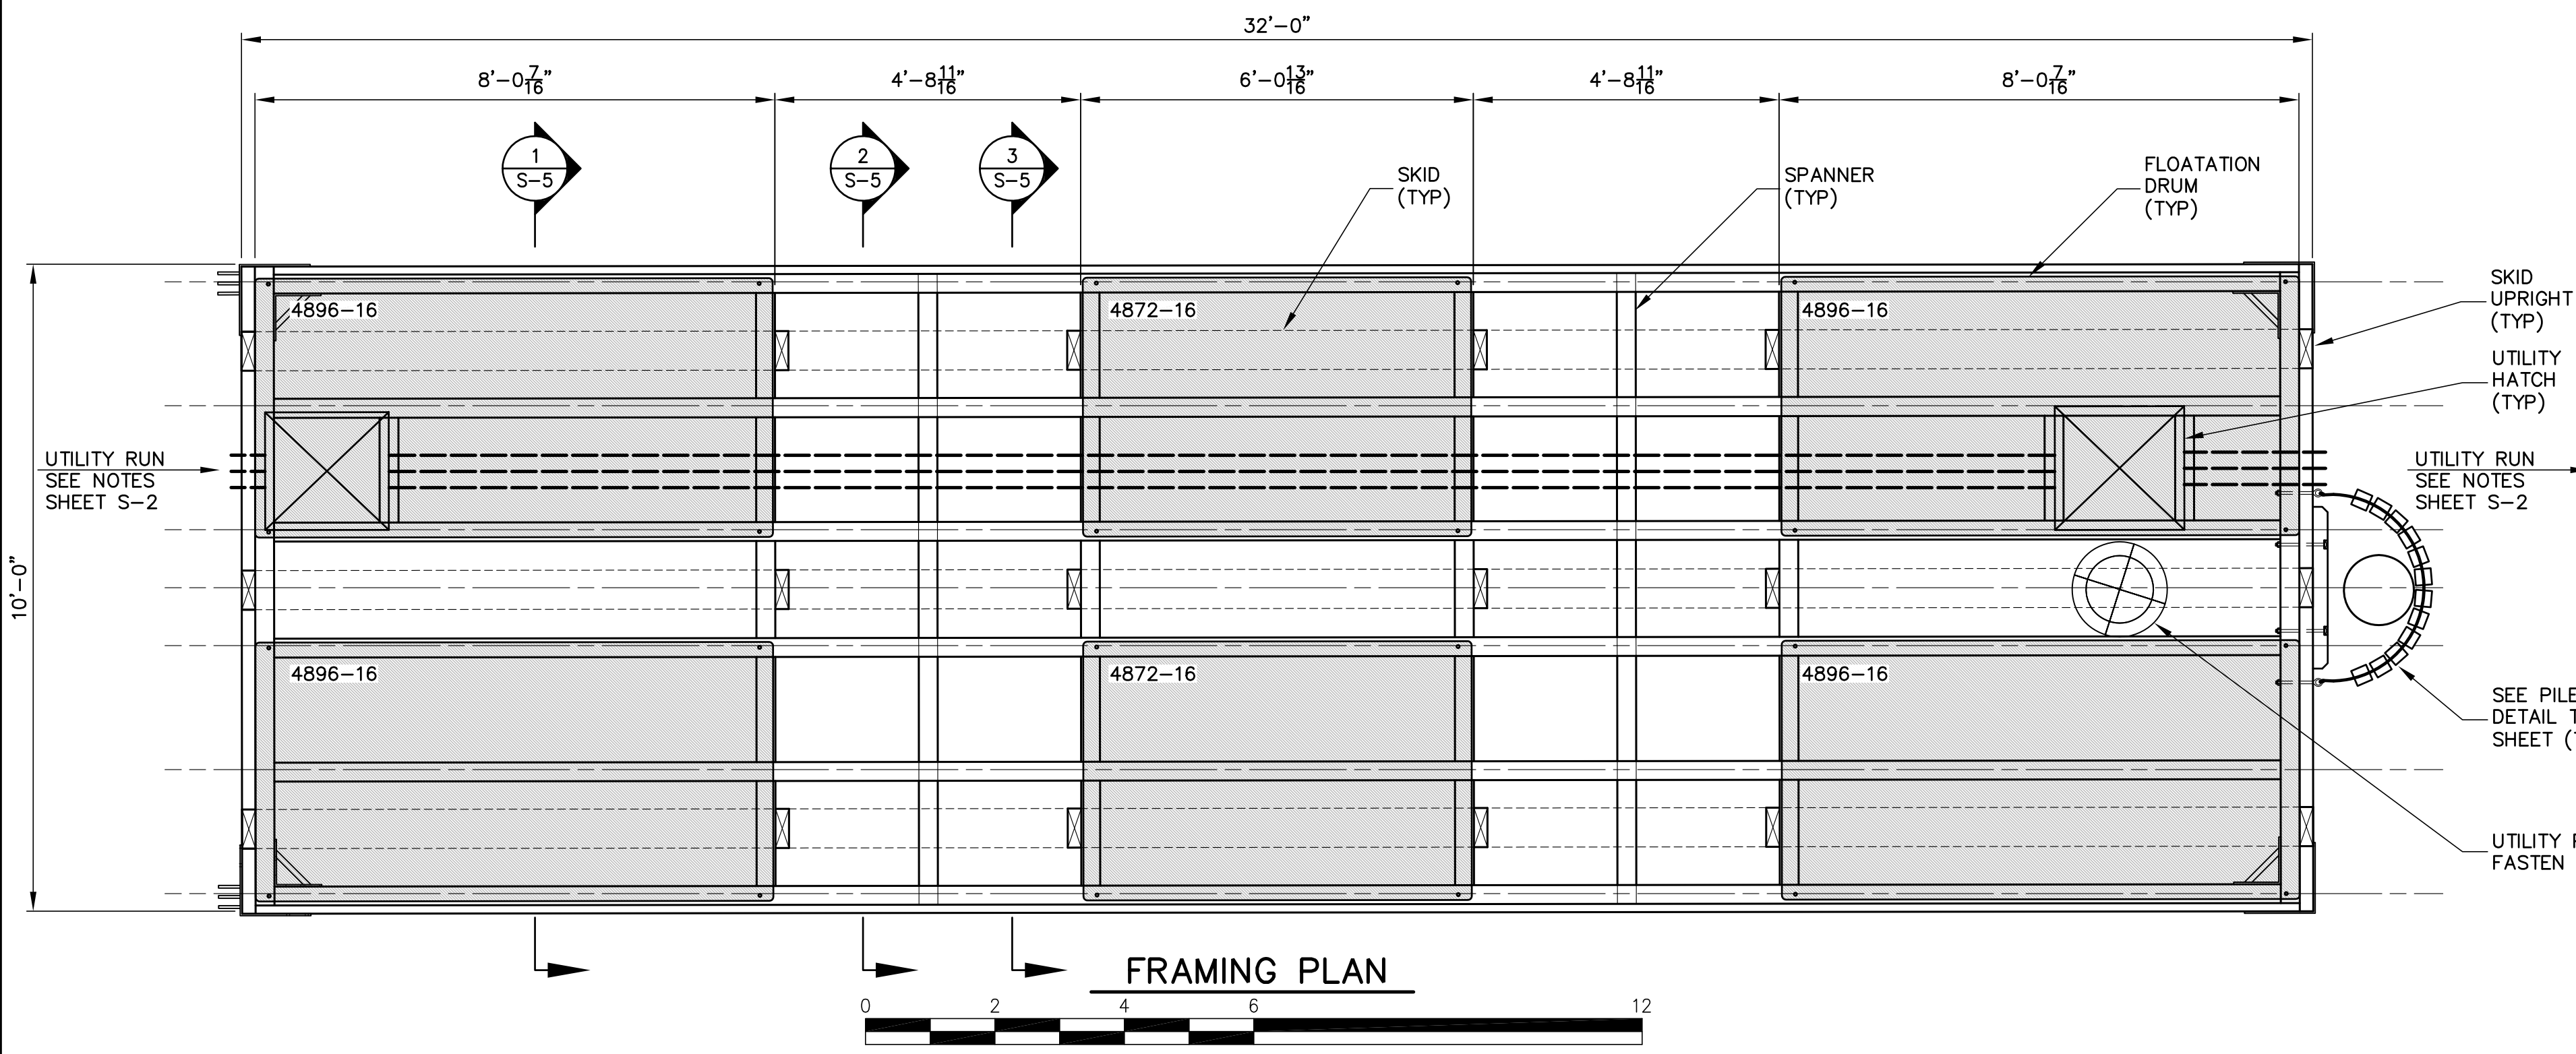 32'-0"
8'-0 7/16"
4'-8 11/16"
6'-0 13/16"
4'-8 11/16"
8'-0 7/16"
1
S-5
2
S-5
3
S-5
SKID
(TYP)
SPANNER
(TYP)
FLOATATION
DRUM
(TYP)
SKID
UPRIGHT
(TYP)
UTILITY
HATCH
(TYP)
4896-16
4872-16
4896-16
UTILITY RUN
SEE NOTES
SHEET S-2
UTILITY RUN
SEE NOTES
SHEET S-2
10'-0"
4896-16
4872-16
4896-16
SEE PILE
DETAIL
SHEET
UTILITY
FASTEN
FRAMING PLAN
0 2 4 6 12